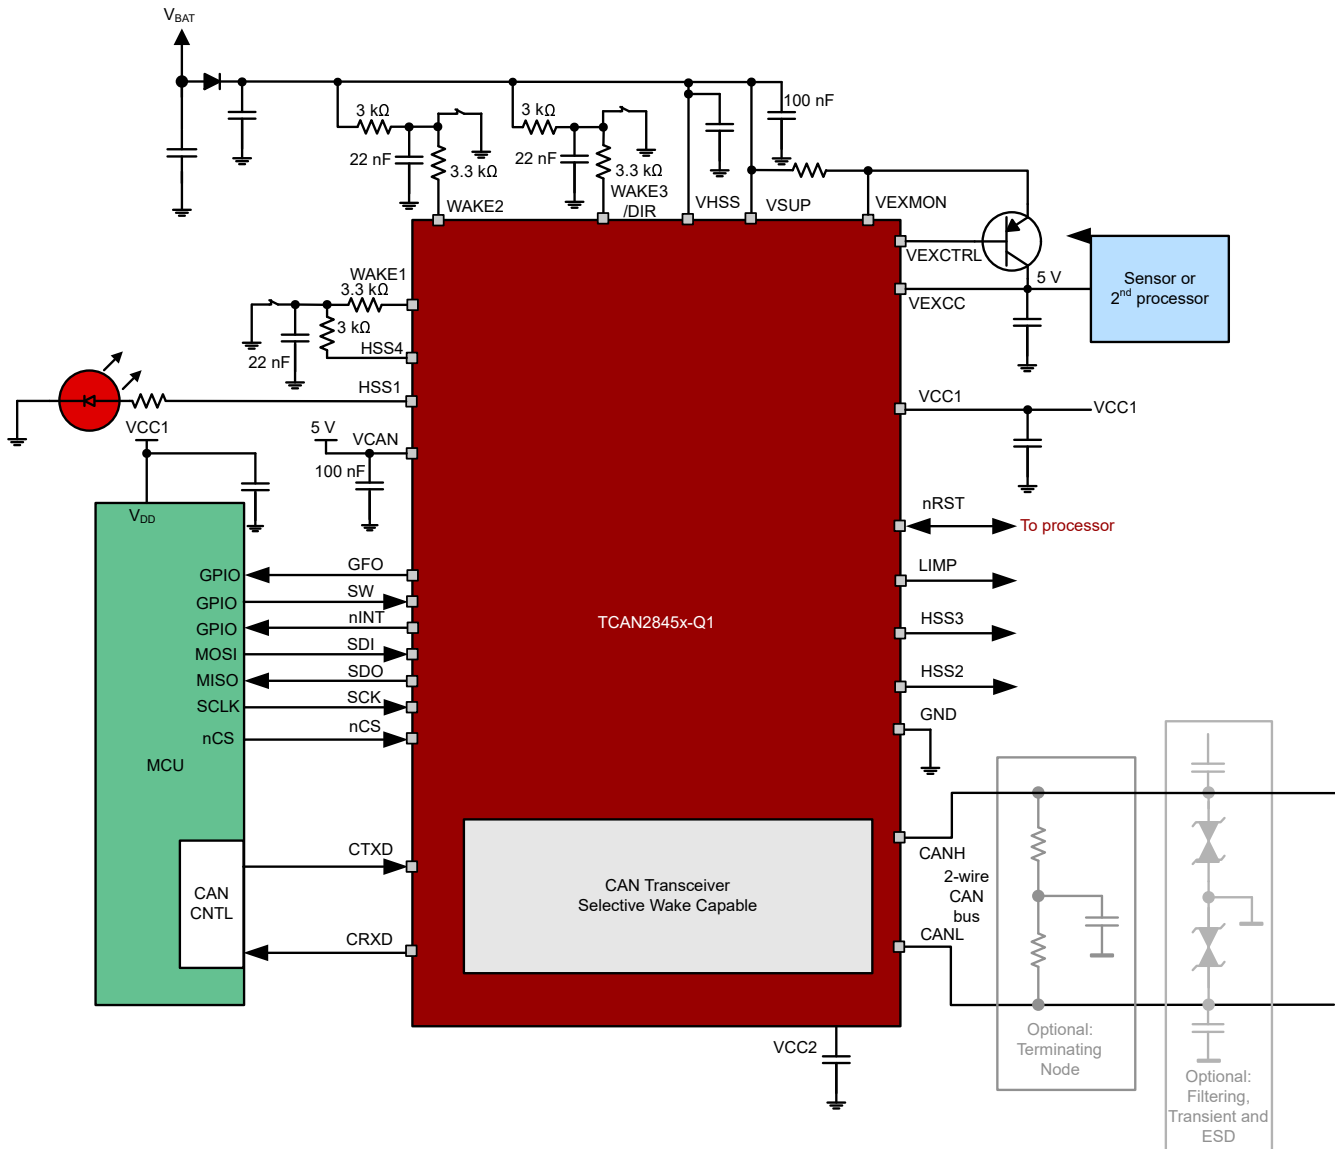 VBAT
100 nF
3 kΩ
22 nF
3.3 kΩ
WAKE2
3 kΩ
22 nF
3.3 kΩ
WAKE3
/DIR
VHSS
VSUP
VEXMON
VEXCTRL
VEXCC
5 V
Sensor or
2nd processor
WAKE1
3.3 kΩ
3 kΩ
22 nF
HSS4
HSS1
VCC1
5 V
VCAN
100 nF
VCC1
VCC1
VDD
nRST
To processor
LIMP
HSS3
HSS2
GND
GPIO
GFO
GPIO
SW
GPIO
nINT
MOSI
SDI
MISO
SDO
SCLK
SCK
nCS
nCS
MCU
TCAN2845x-Q1
CTXD
CAN
CNTL
CRXD
CAN Transceiver
Selective Wake Capable
CANH
2-wire
CAN
bus
CANL
VCC2
Optional:
Terminating
Node
Optional:
Filtering,
Transient and
ESD